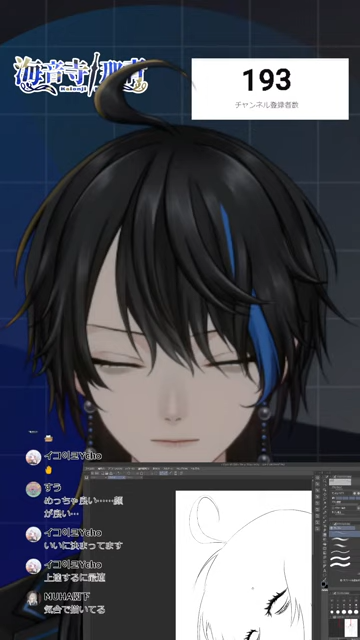 海音寺
193
チャンネル登録者数
イコ이코Ycho
すう
めっちゃ良い……顔
が良い…
イコ이코Ycho
いいに決まってます
イコ이코Ycho
上達するに最適
MUHA陛下
気合で描いてる